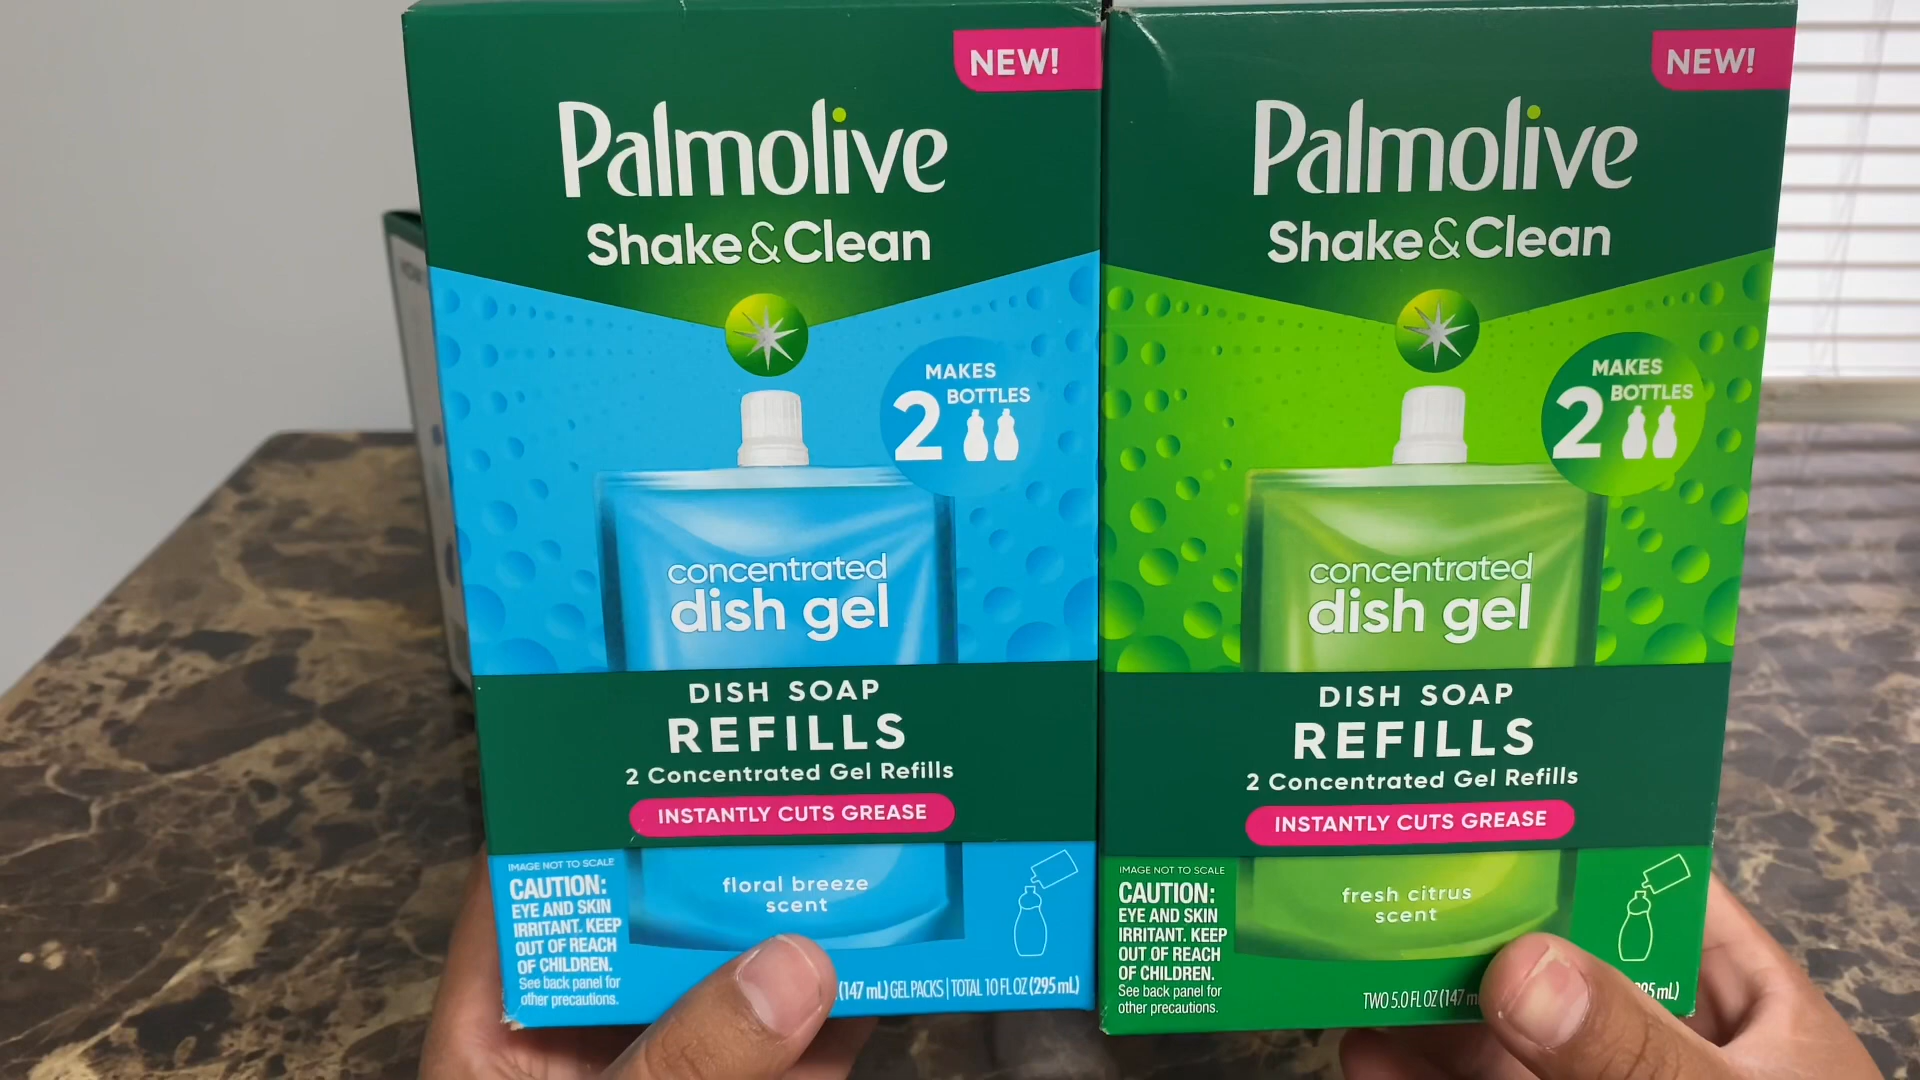 NEW!
Palmolive
Shake&Clean
MAKES
2 BOTTLES
concentrated
dish gel
DISH SOAP
REFILLS
2 Concentrated Gel Refills
INSTANTLY CUTS GREASE
IMAGE NOT TO SCALE
CAUTION:
EYE AND SKIN
IRRITANT. KEEP
OUT OF REACH
OF CHILDREN.
See back panel for
other precautions.
floral breeze
scent
(147 mL) GEL PACKS | TOTAL 10 FL OZ (295 mL)
NEW!
Palmolive
Shake&Clean
MAKES
2 BOTTLES
concentrated
dish gel
DISH SOAP
REFILLS
2 Concentrated Gel Refills
INSTANTLY CUTS GREASE
IMAGE NOT TO SCALE
CAUTION:
EYE AND SKIN
IRRITANT. KEEP
OUT OF REACH
OF CHILDREN.
See back panel for
other precautions.
fresh citrus
scent
TWO 5.0 FL OZ (147 m